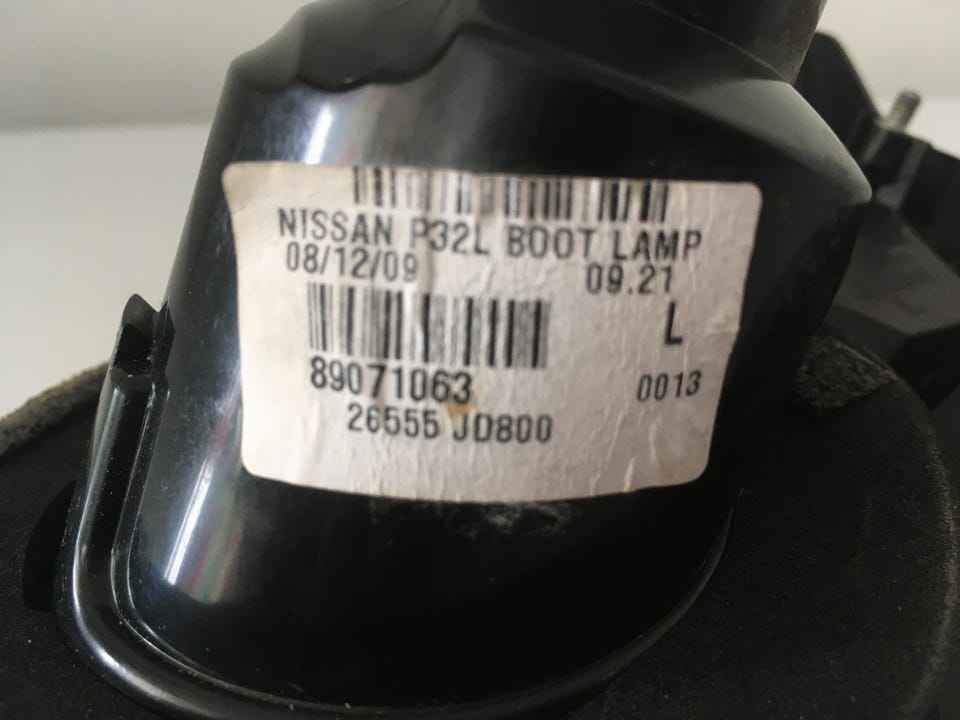 NISSAN P32L BOOT LAMP
08/12/09 09.21
L
89071063 0013
26555 JD800